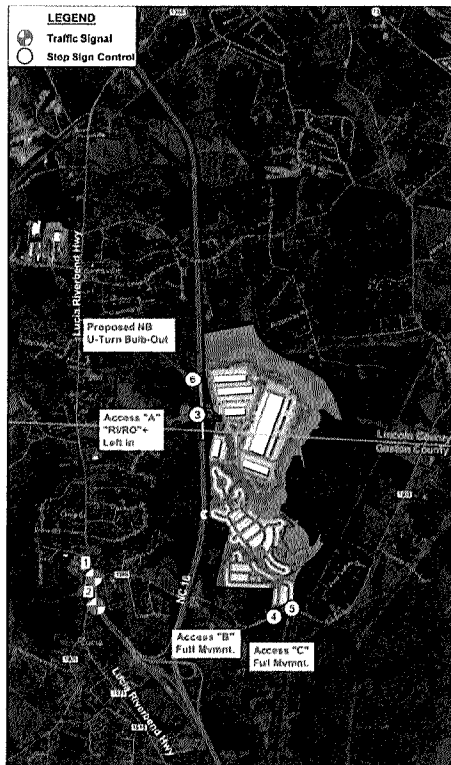 LEGEND
Traffic Signal
Stop Sign Control
Lucia Riverbend Hwy
Proposed NB
U-Turn Bulb-Out
6
3
Access "A"
"RI/RO"+
Left in
Lincoln County
Gaston County
NC-16
1
2
5
4
Access "B"
Full Mvmnt.
Access "C"
Full Mvmnt.
Lucia Riverbend Hwy